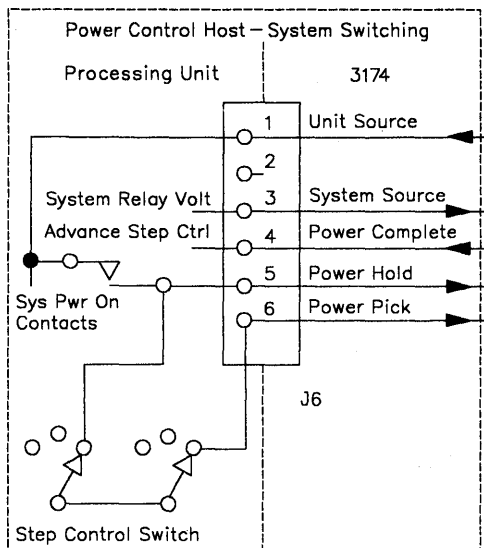 Power Control Host – System Switching
Processing Unit
3174
1 Unit Source
2
System Relay Volt 3 System Source
Advance Step Ctrl 4 Power Complete
5 Power Hold
Sys Pwr On
Contacts
6 Power Pick
J6
Step Control Switch